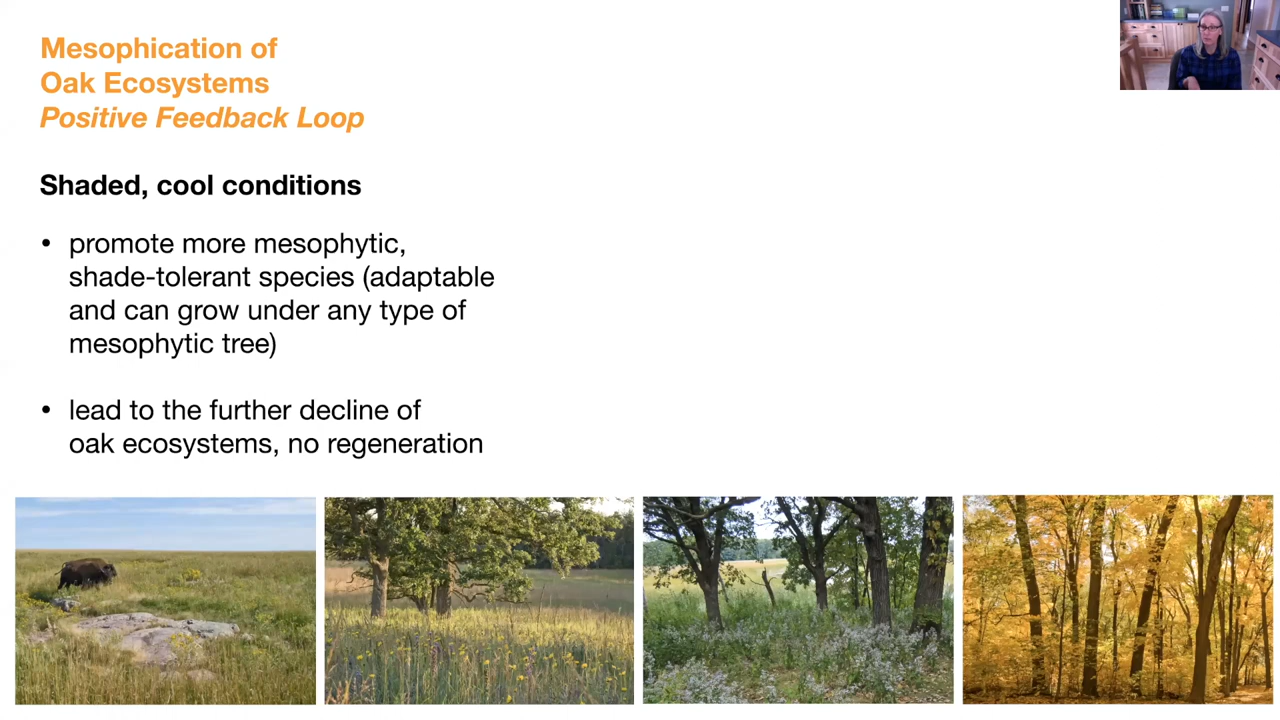 Mesophication of
Oak Ecosystems
Positive Feedback Loop
Shaded, cool conditions
• promote more mesophytic,
shade-tolerant species (adaptable
and can grow under any type of
mesophytic tree)
• lead to the further decline of
oak ecosystems, no regeneration